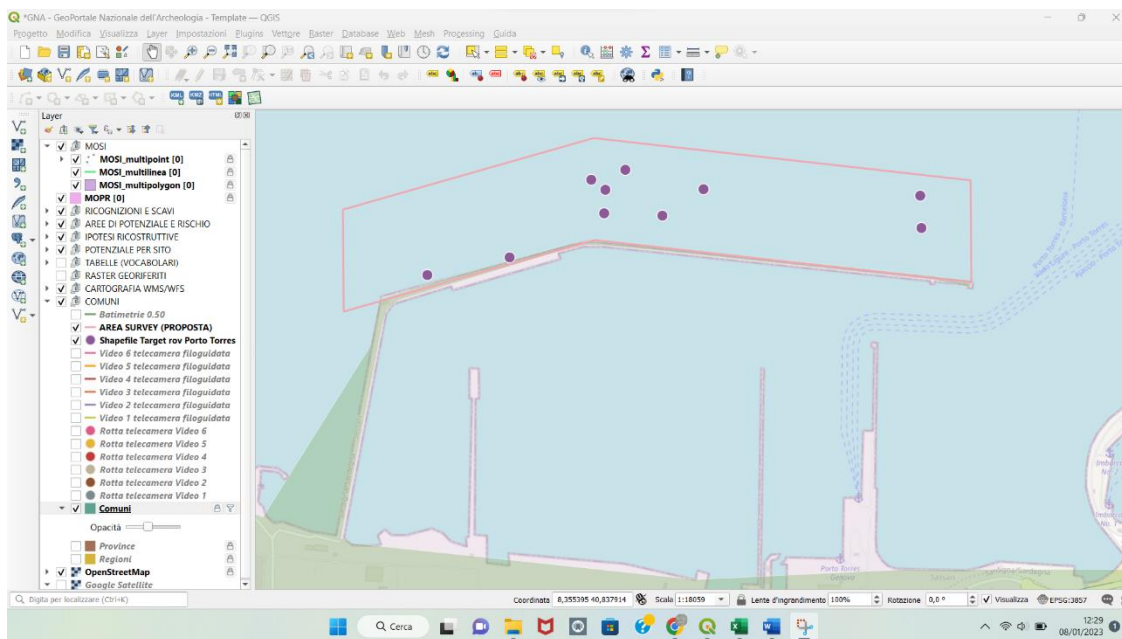 *GNA - GeoPortale Nazionale dell'Archeologia - Template — QGIS
Progetto Modifica Visualizza Layer Impostazioni Plugins Vettore Raster Database Web Mesh Processing Guida
Layer
MOSI
MOSI_multipoint [0]
MOSI_multilinea [0]
MOSI_multipolygon [0]
MOPR [0]
RICOGNIZIONI E SCAVI
AREE DI POTENZIALE E RISCHIO
IPOTESI RICOSTRUTTIVE
POTENZIALE PER SITO
TABELLE (VOCABOLARI)
RASTER GEORIFERITI
CARTOGRAFIA WMS/WFS
COMUNI
Batimetrie 0.50
AREA SURVEY (PROPOSTA)
Shapefile Target rov Porto Torres
Video 6 telecamera filoguidata
Video 5 telecamera filoguidata
Video 4 telecamera filoguidata
Video 3 telecamera filoguidata
Video 2 telecamera filoguidata
Video 1 telecamera filoguidata
Rotta telecamera Video 6
Rotta telecamera Video 5
Rotta telecamera Video 4
Rotta telecamera Video 3
Rotta telecamera Video 2
Rotta telecamera Video 1
Comuni
Opacità
Province
Regioni
OpenStreetMap
Google Satellite
Porto Torres - Barcelona
Porto Torres
Genova
Digita per localizzare (Ctrl+K)
Coordinata 8,355395 40,837914 Scala 1:18059 Lente d'ingrandimento 100% Rotazione 0,0 ° Visualizza EPSG:3857
Cerca
12:29
08/01/2023